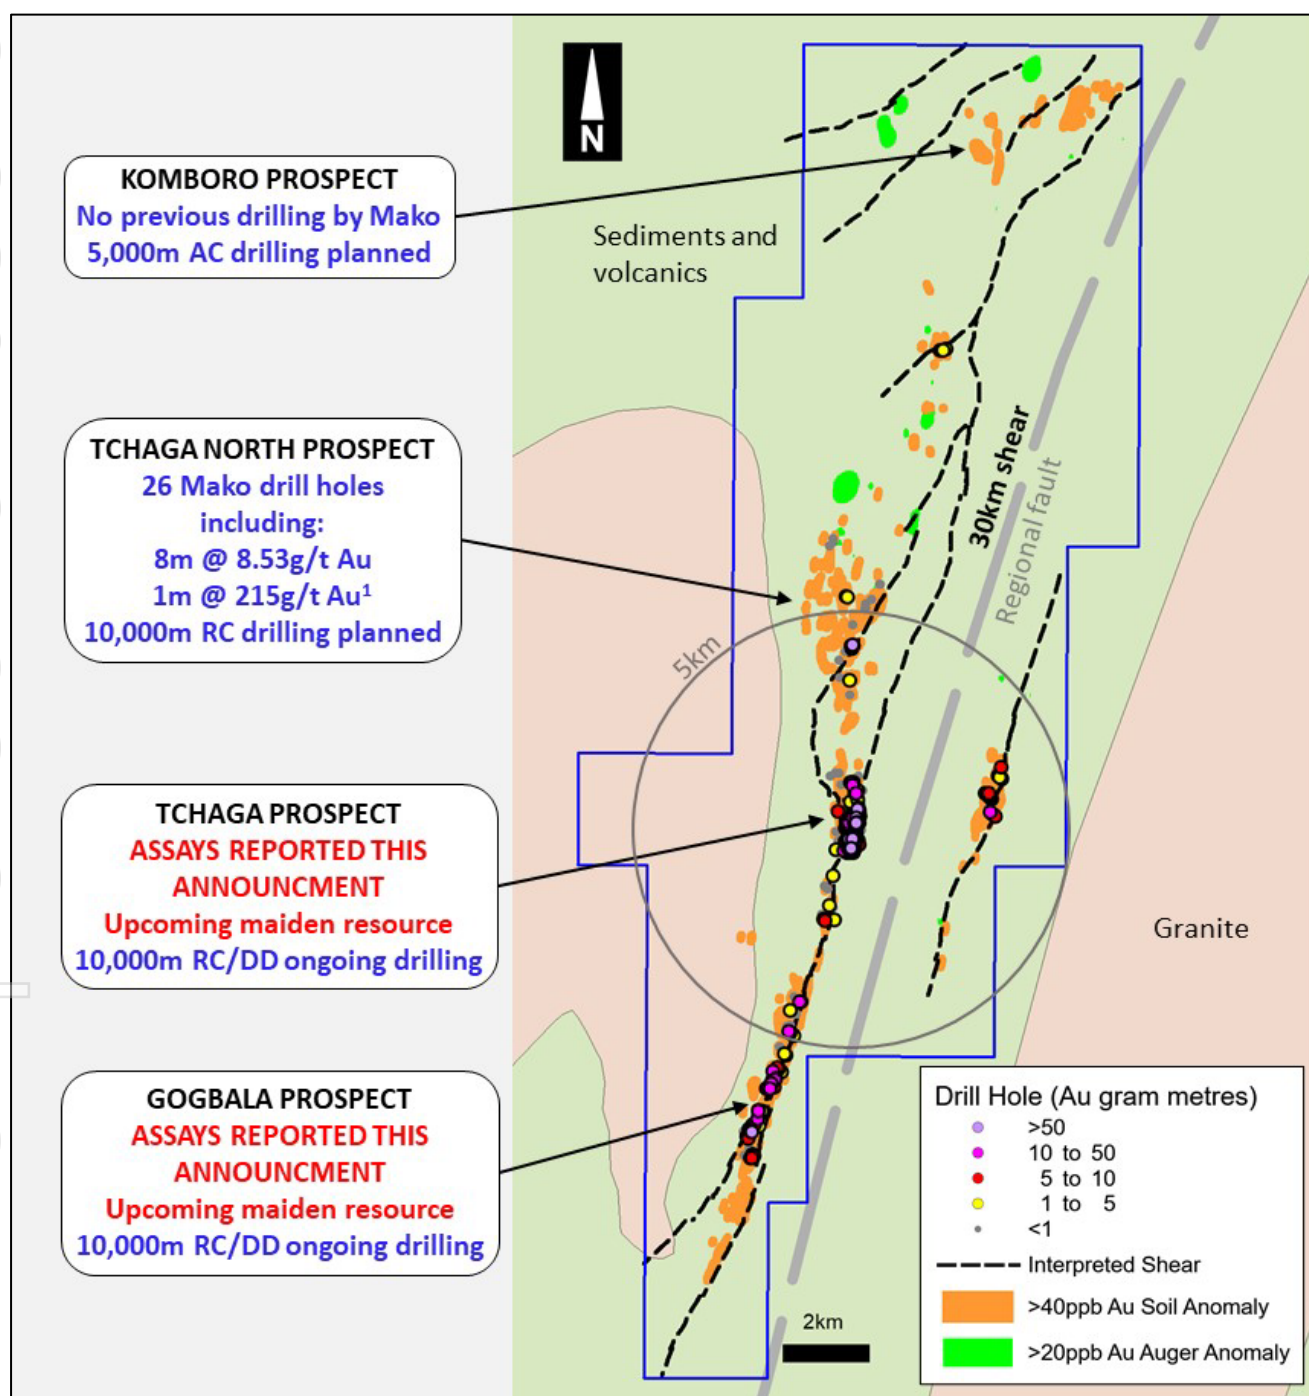 N
KOMBORO PROSPECT
No previous drilling by Mako
5,000m AC drilling planned
Sediments and
volcanics
TCHAGA NORTH PROSPECT
26 Mako drill holes
including:
8m @ 8.53g/t Au
1m @ 215g/t Au¹
10,000m RC drilling planned
30km shear
Regional fault
5km
TCHAGA PROSPECT
ASSAYS REPORTED THIS
ANNOUNCMENT
Upcoming maiden resource
10,000m RC/DD ongoing drilling
Granite
GOGBALA PROSPECT
ASSAYS REPORTED THIS
ANNOUNCMENT
Upcoming maiden resource
10,000m RC/DD ongoing drilling
Drill Hole (Au gram metres)
>50
10 to 50
5 to 10
1 to 5
<1
Interpreted Shear
>40ppb Au Soil Anomaly
>20ppb Au Auger Anomaly
2km